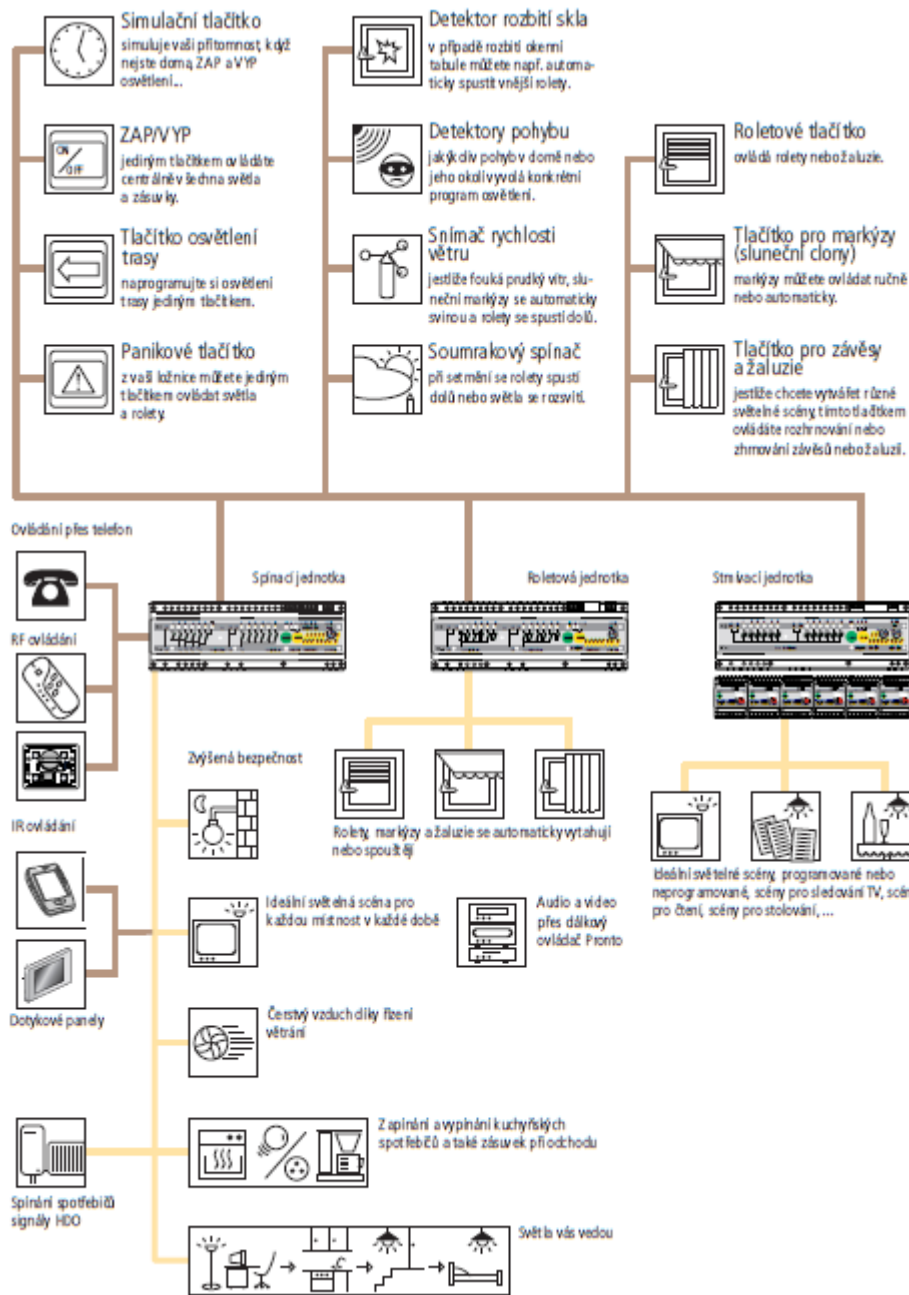 Simulační tlačítko
simuluje vaši přítomnost, když
nejste doma, ZAP a VYP
osvětlení...
ZAP/VYP
jediným tlačítkem ovládáte
centrálně všechna světla
a zásuvky.
ON
OFF
Tlačítko osvětlení
trasy
naprogramujte si osvětlení
trasy jediným tlačítkem.
Panikové tlačítko
z vaší ložnice můžete jediným
tlačítkem ovládat světla
a rolety.
Detektor rozbití skla
v případě rozbití okenní
tabule můžete např. automa-
ticky spustit vnější rolety.
Detektory pohybu
jakýkoliv pohyb v domě nebo
jeho okolí vyvolá konkrétní
program osvětlení.
Snímač rychlosti
větru
jestliže fouká prudký vítr, slu-
neční markýzy se automaticky
svinou a rolety se spustí dolů.
Soumrakový spínač
při setmění se rolety spustí
dolů nebo světla se rozsvítí.
Roletové tlačítko
ovládá rolety nebo žaluzie.
Tlačítko pro markýzy
(sluneční clony)
markýzy můžete ovládat ručně
nebo automaticky.
Tlačítko pro závěsy
a žaluzie
jestliže chcete vytvářet různé
světelné scény, tímto tlačítkem
ovládáte rozhrnování nebo
zhrnování závěsů nebo žaluzií.
Ovládání přes telefon
RF ovládání
IR ovládání
Dotykové panely
Spínání spotřebičů
signály HDO
Spínací jednotka
Roletová jednotka
Stmívací jednotka
Zvýšená bezpečnost
Rolety, markýzy a žaluzie se automaticky vytahují
nebo spouštějí
Ideální světelné scény, programované nebo
neprogramované, scény pro sledování TV, scén
pro čtení, scény pro stolování, ...
Ideální světelná scéna pro
každou místnost v každé době
Audio a video
přes dálkový
ovládač Pronto
Čerstvý vzduch díky řízení
větrání
Zapínání a vypínání kuchyňských
spotřebičů a také zásuvek při odchodu
Světla vás vedou